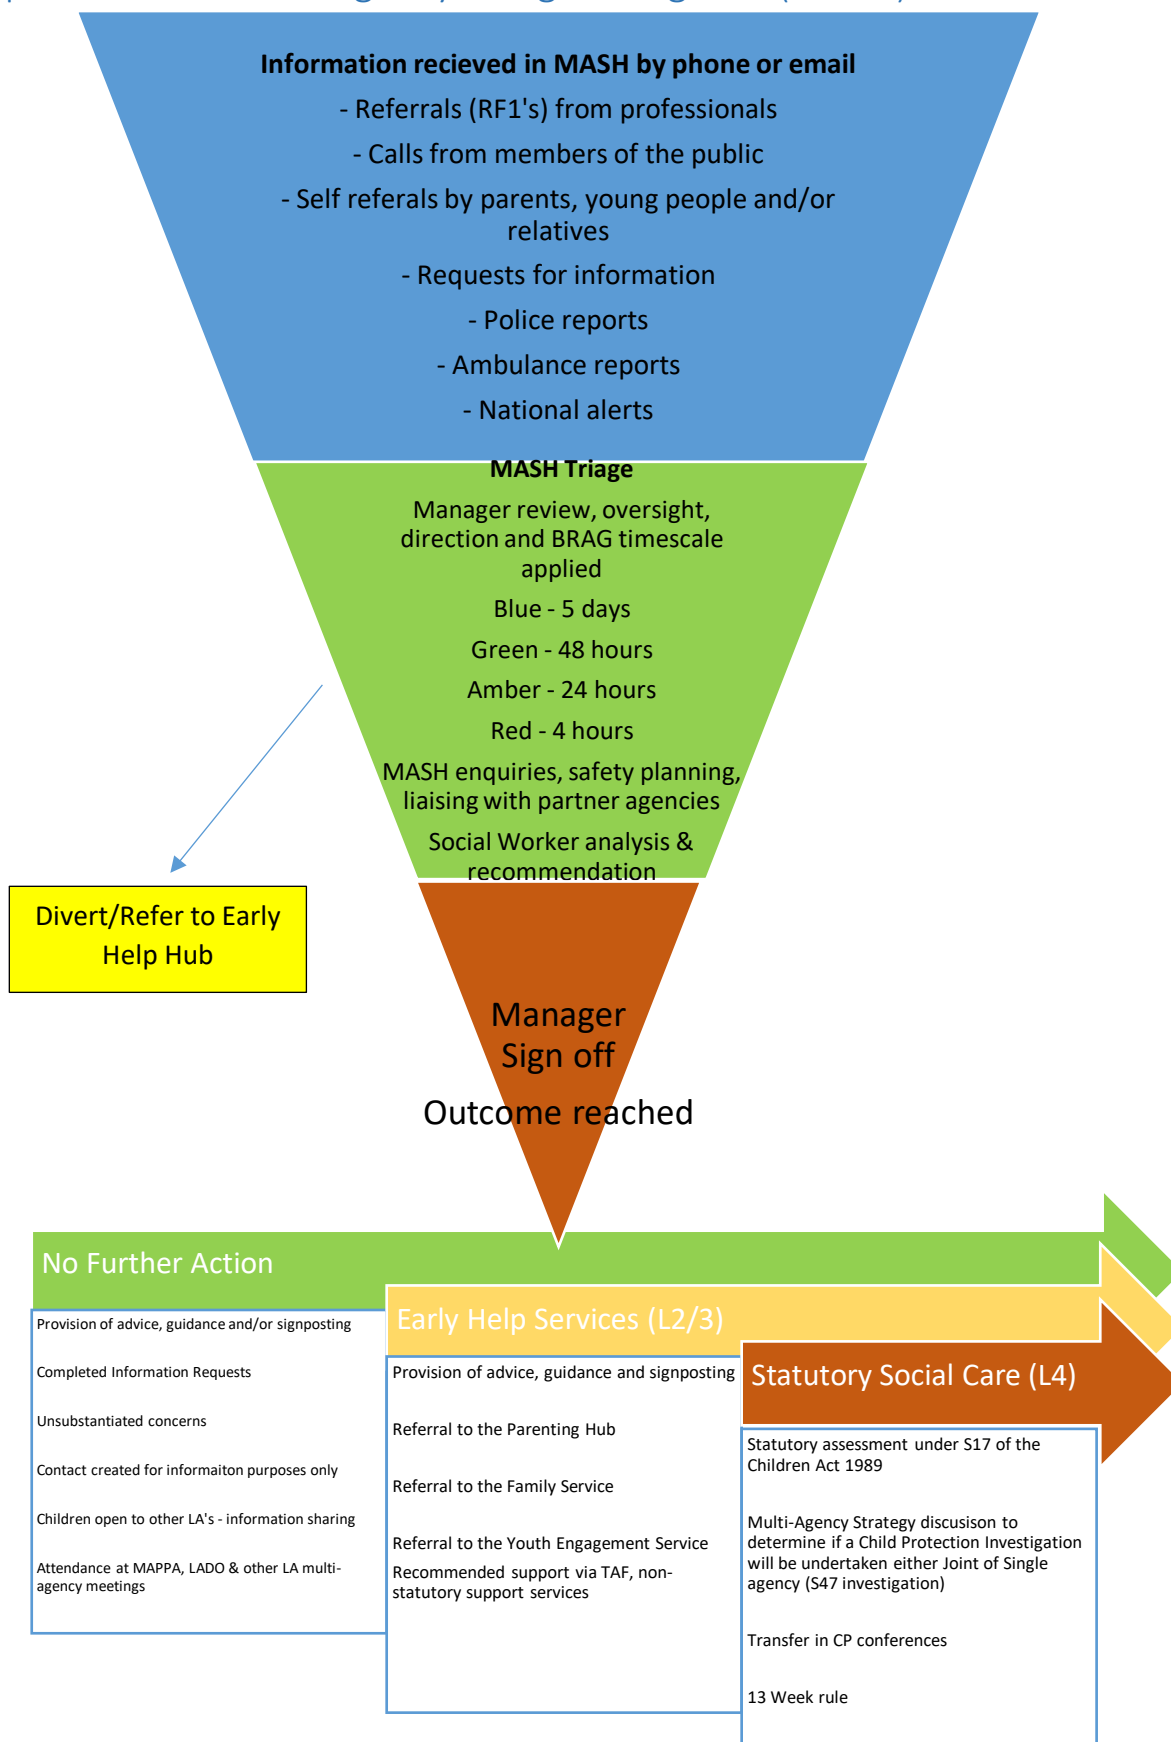 Information recieved in MASH by phone or email
- Referrals (RF1's) from professionals
- Calls from members of the public
- Self referrals by parents, young people and/or
relatives
- Requests for information
- Police reports
- Ambulance reports
- National alerts
MASH Triage
Manager review, oversight,
direction and BRAG timescale
applied
Blue - 5 days
Green - 48 hours
Amber - 24 hours
Red - 4 hours
MASH enquiries, safety planning,
liaising with partner agencies
Social Worker analysis &
recommendation
Divert/Refer to Early
Help Hub
Manager
Sign off
Outcome reached
No Further Action
Provision of advice, guidance and/or signposting
Completed Information Requests
Unsubstantiated concerns
Contact created for informaiton purposes only
Children open to other LA's - information sharing
Attendance at MAPPA, LADO & other LA multi-
agency meetings
Early Help Services (L2/3)
Provision of advice, guidance and signposting
Referral to the Parenting Hub
Referral to the Family Service
Referral to the Youth Engagement Service
Recommended support via TAF, non-
statutory support services
Statutory Social Care (L4)
Statutory assessment under S17 of the
Children Act 1989
Multi-Agency Strategy discusison to
determine if a Child Protection Investigation
will be undertaken either Joint of Single
agency (S47 investigation)
Transfer in CP conferences
13 Week rule